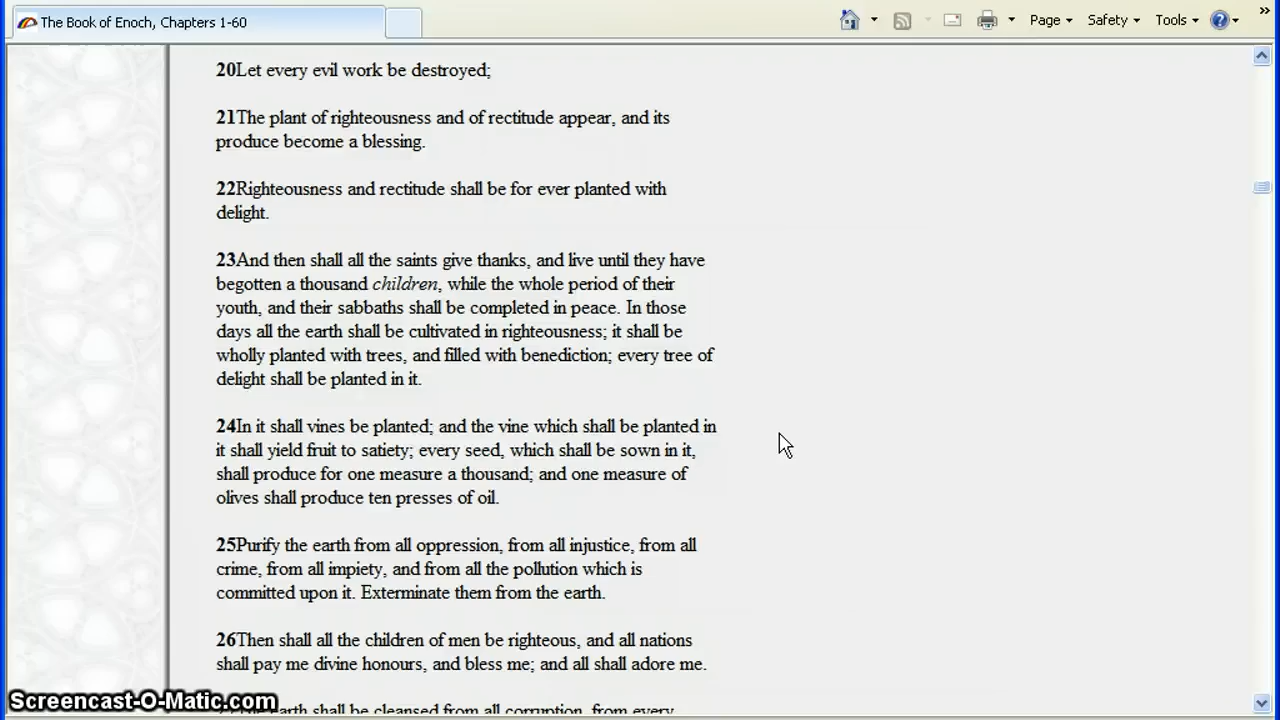 The Book of Enoch, Chapters 1-60
Page
Safety
Tools
20Let every evil work be destroyed;
21The plant of righteousness and of rectitude appear, and its
produce become a blessing.
22Righteousness and rectitude shall be for ever planted with
delight.
23And then shall all the saints give thanks, and live until they have
begotten a thousand children, while the whole period of their
youth, and their sabbaths shall be completed in peace. In those
days all the earth shall be cultivated in righteousness; it shall be
wholly planted with trees, and filled with benediction; every tree of
delight shall be planted in it.
24In it shall vines be planted; and the vine which shall be planted in
it shall yield fruit to satiety; every seed, which shall be sown in it,
shall produce for one measure a thousand; and one measure of
olives shall produce ten presses of oil.
25Purify the earth from all oppression, from all injustice, from all
crime, from all impiety, and from all the pollution which is
committed upon it. Exterminate them from the earth.
26Then shall all the children of men be righteous, and all nations
shall pay me divine honours, and bless me; and all shall adore me.
earth shall be cleansed from all corruption, from every
Screencast-O-Matic.com